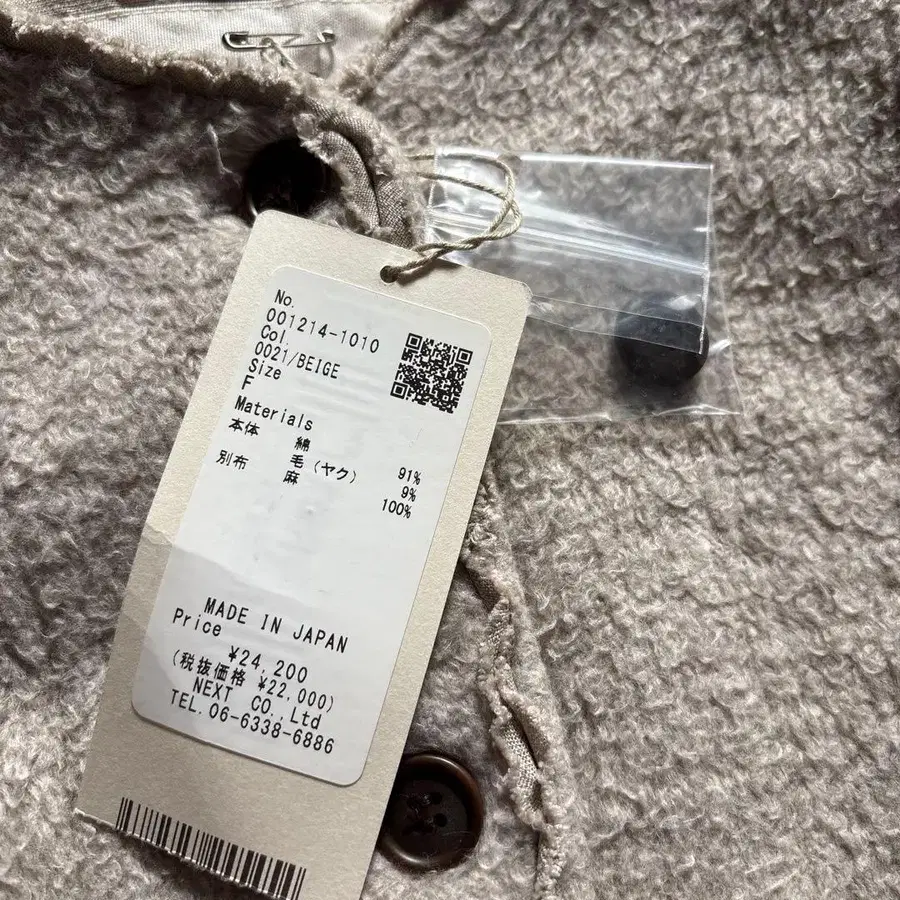 No.
001214-1010
Col.
0021/BEIGE
Size
F
Materials
本体 綿 91%
毛(ヤク) 9%
別布 麻 100%
MADE IN JAPAN
Price
¥24,200
(税抜価格 ¥22,000)
NEXT CO.,Ltd
TEL.06-6338-6886